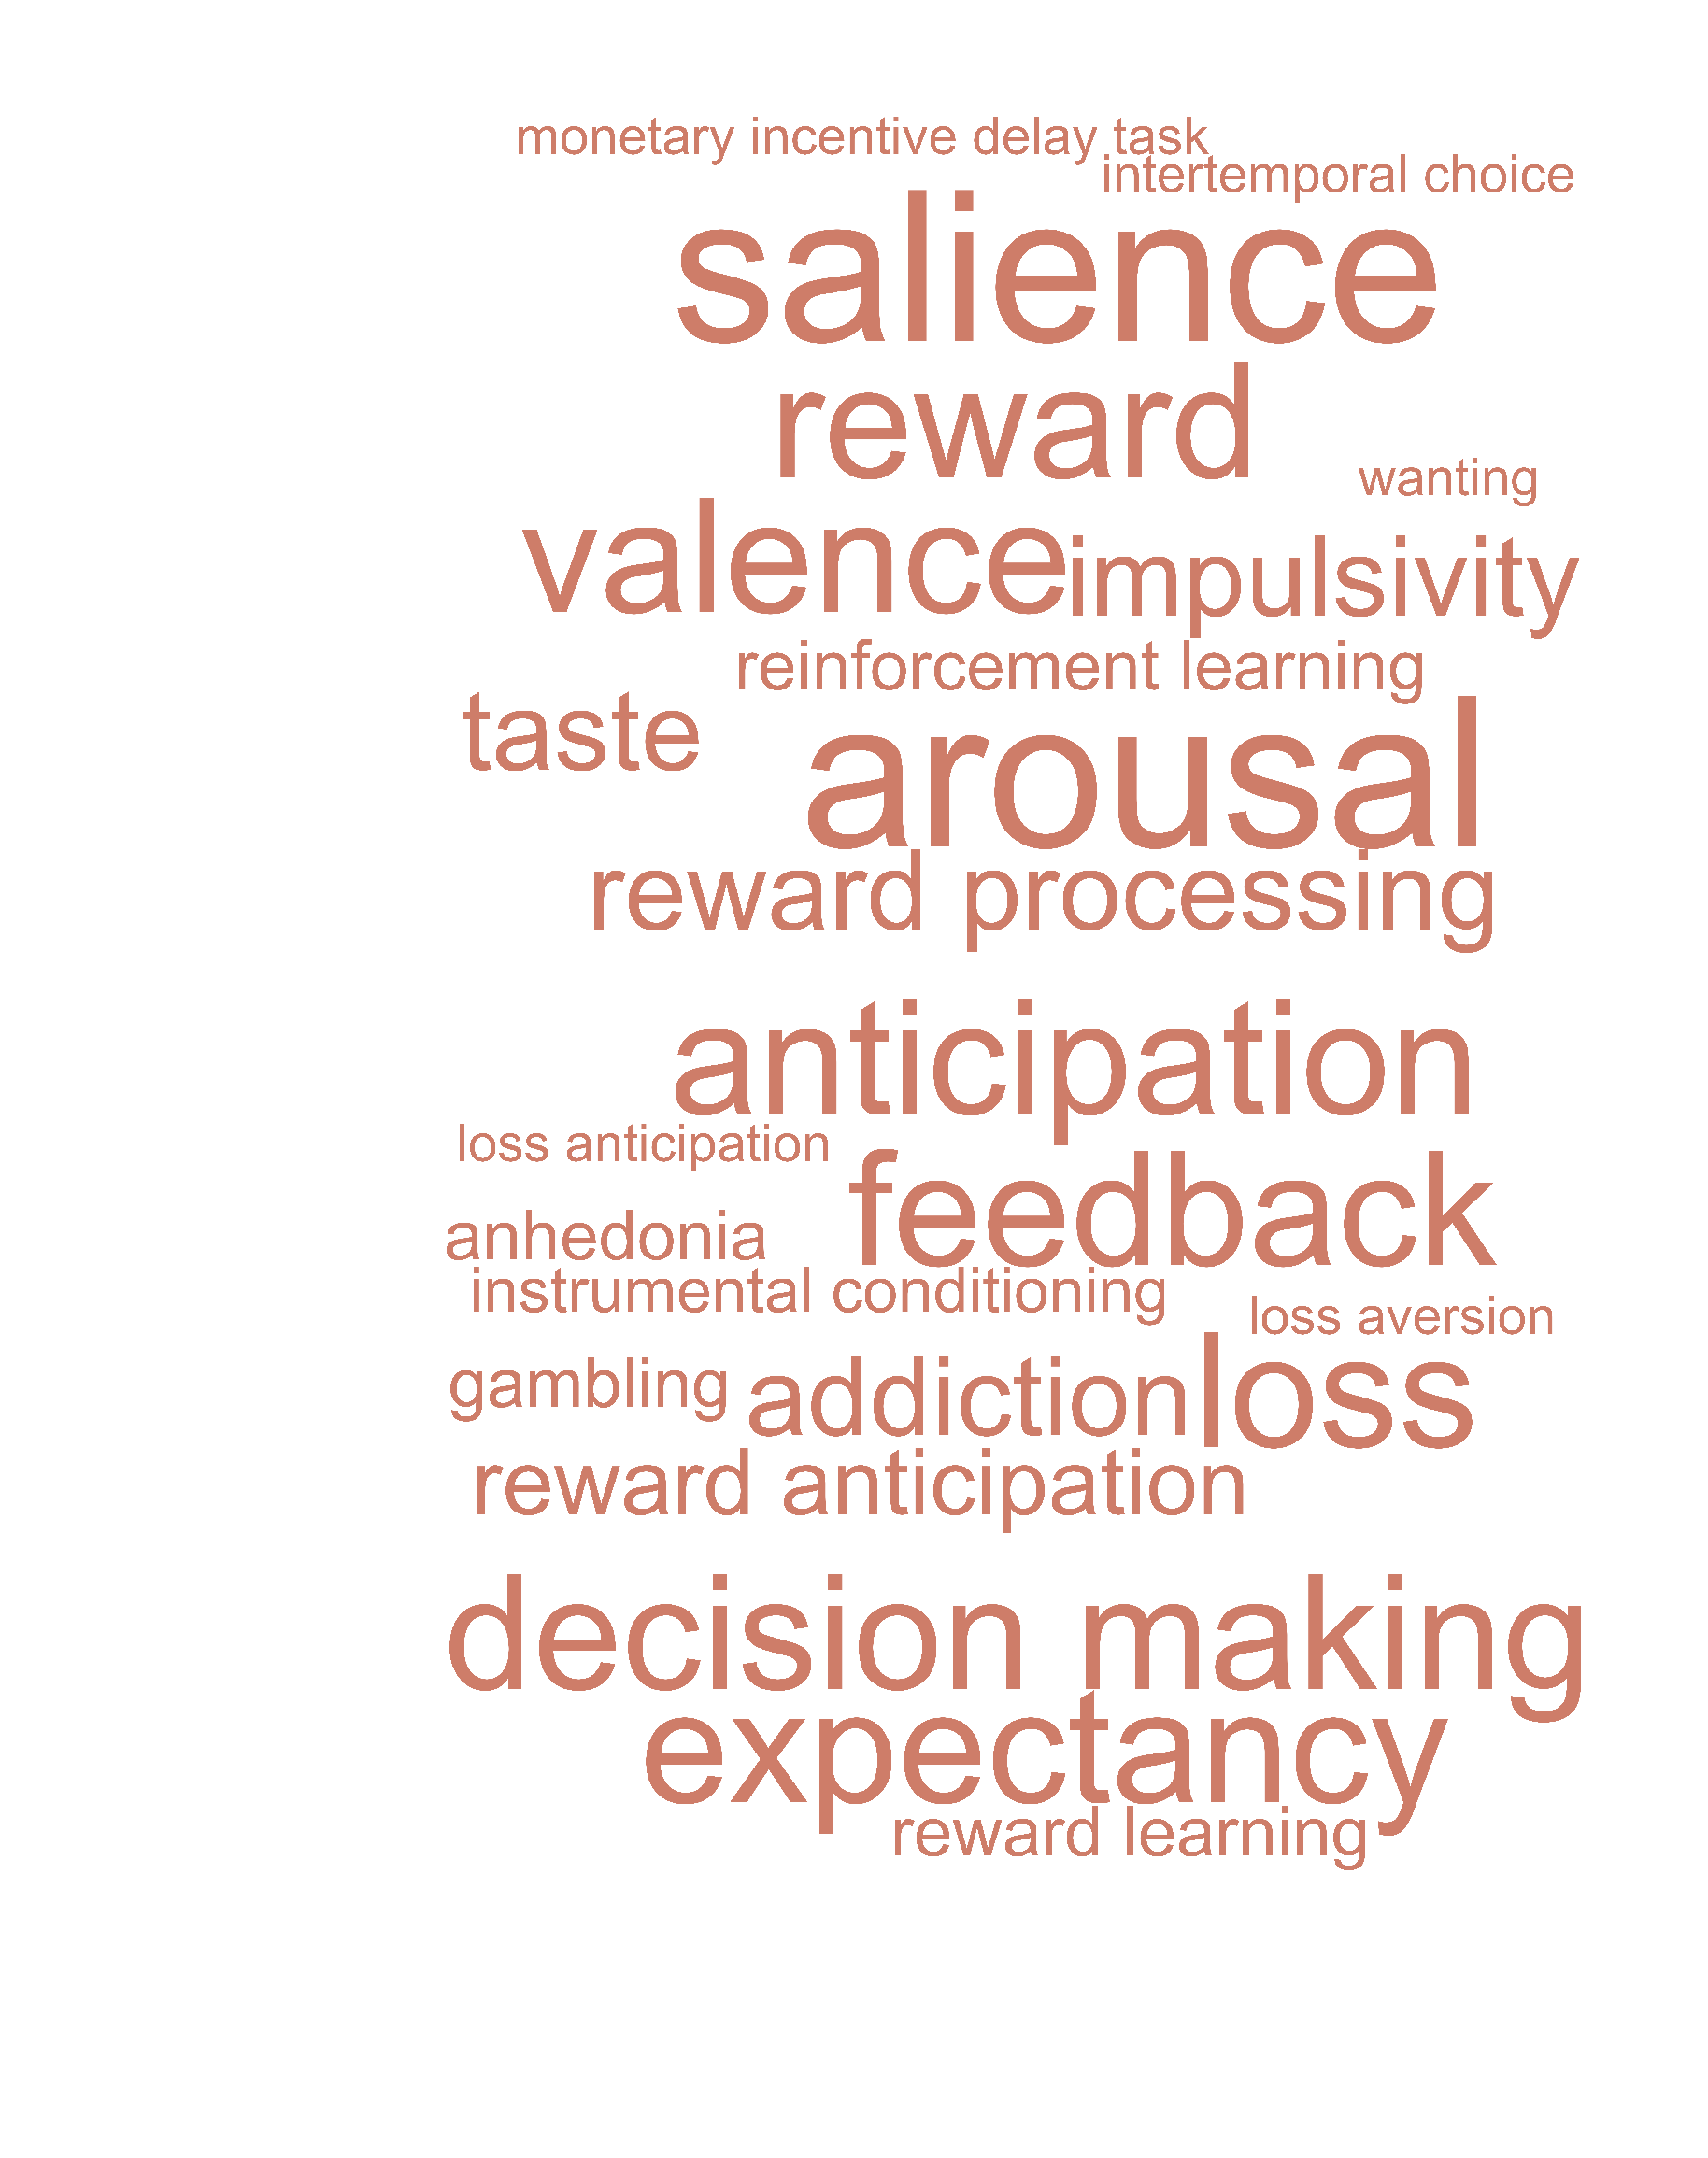 monetary incentive delay task
intertemporal choice
salience
reward
wanting
valence
impulsivity
reinforcement learning
taste
arousal
reward processing
anticipation
loss anticipation
feedback
anhedonia
instrumental conditioning
loss aversion
gambling
addiction
loss
reward anticipation
decision making
expectancy
reward learning